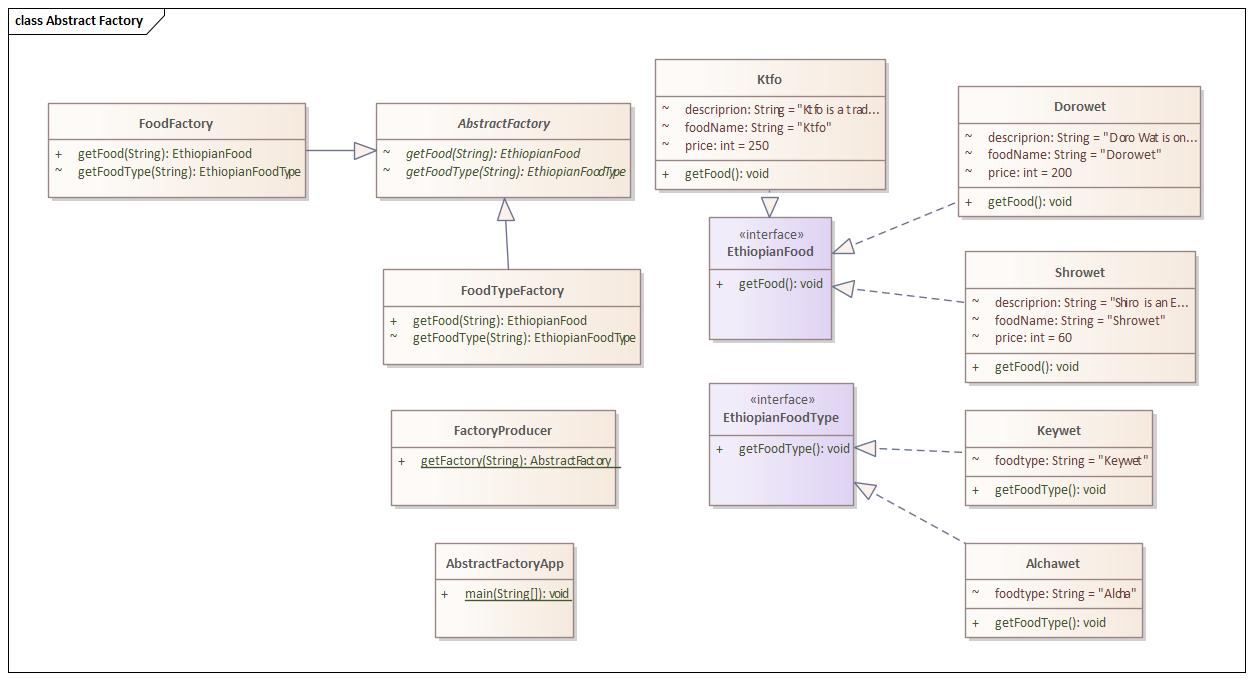 class Abstract Factory
FoodFactory
+ getFood(String): EthiopianFood
~ getFoodType(String): EthiopianFoodType
AbstractFactory
~ getFood(String): EthiopianFood
~ getFoodType(String): EthiopianFoodType
FoodTypeFactory
+ getFood(String): EthiopianFood
~ getFoodType(String): EthiopianFoodType
FactoryProducer
+ getFactory(String): AbstractFactory
AbstractFactoryApp
+ main(String[]): void
Ktfo
~ descriprion: String = "Ktfo is a trad...
~ foodName: String = "Ktfo"
~ price: int = 250
+ getFood(): void
«interface»
EthiopianFood
+ getFood(): void
«interface»
EthiopianFoodType
+ getFoodType(): void
Dorowet
~ descriprion: String = "Doro Wat is on...
~ foodName: String = "Dorowet"
~ price: int = 200
+ getFood(): void
Shrowet
~ descriprion: String = "Shiro is an E...
~ foodName: String = "Shrowet"
~ price: int = 60
+ getFood(): void
Keywet
~ foodtype: String = "Keywet"
+ getFoodType(): void
Alchawet
~ foodtype: String = "Alcha"
+ getFoodType(): void